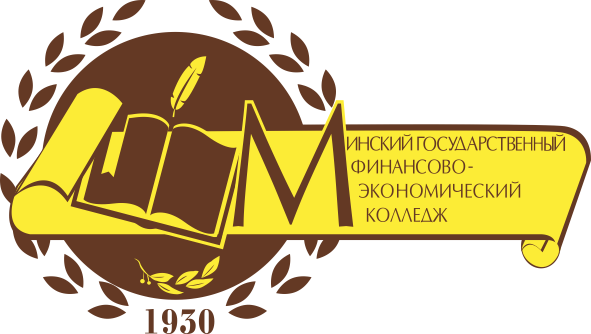 МИНСКИЙ ГОСУДАРСТВЕННЫЙ
ФИНАНСОВО-
ЭКОНОМИЧЕСКИЙ
КОЛЛЕДЖ
1930